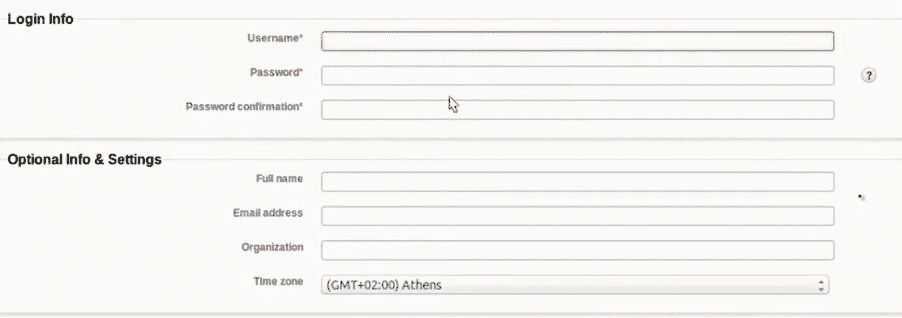 Login Info
Username*
Password*
?
Password confirmation*
Optional Info & Settings
Full name
Email address
Organization
Time zone
(GMT+02:00) Athens